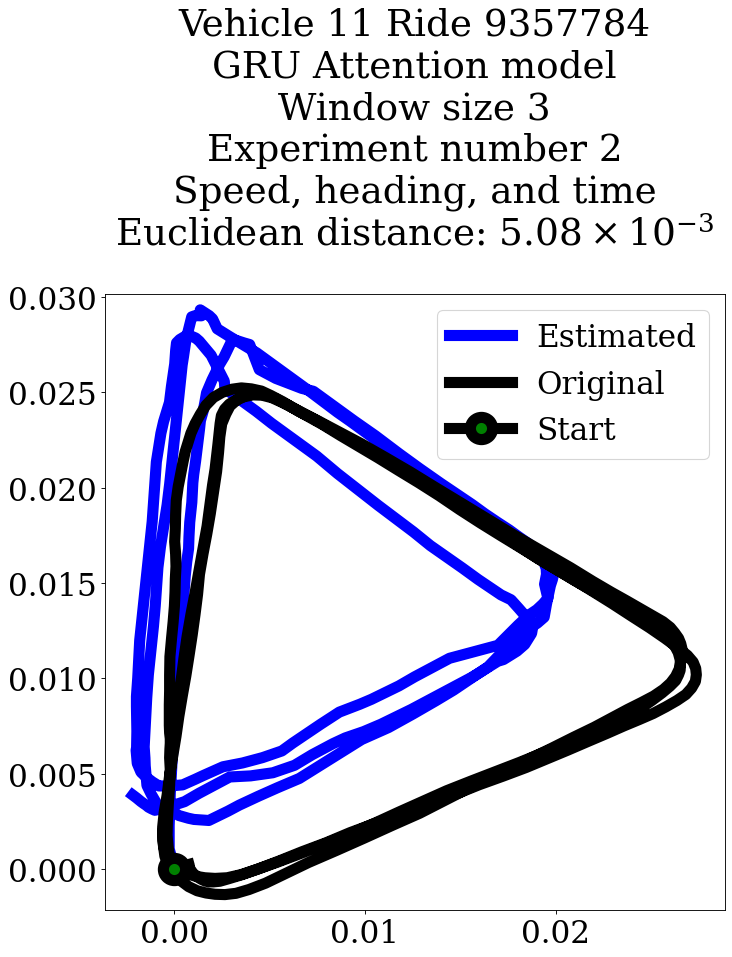 Vehicle 11 Ride 9357784
GRU Attention model
Window size 3
Experiment number 2
Speed, heading, and time
Euclidean distance: 5.08 × 10⁻³
0.030
0.025
0.020
0.015
0.010
0.005
0.000
Estimated
Original
Start
0.00 0.01 0.02